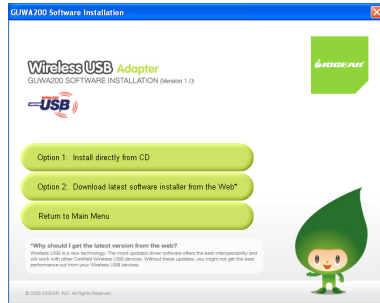 GUWA200 Software Installation
Wireless USB Adapter
GUWA200 SOFTWARE INSTALLATION (Version 1.0)
WIRELESS
USB
IOGEAR
Option 1: Install directly from CD
Option 2: Download latest software installer from the Web*
Return to Main Menu
*Why should I get the latest version from the web?
Wireless USB is a new technology. The most updated driver software offers the best interoperability and
will work with other Certified Wireless USB devices. Without these updates, you might not get the best
performance out from your Wireless USB devices.
© 2008 IOGEAR, INC. All Rights Reserved.